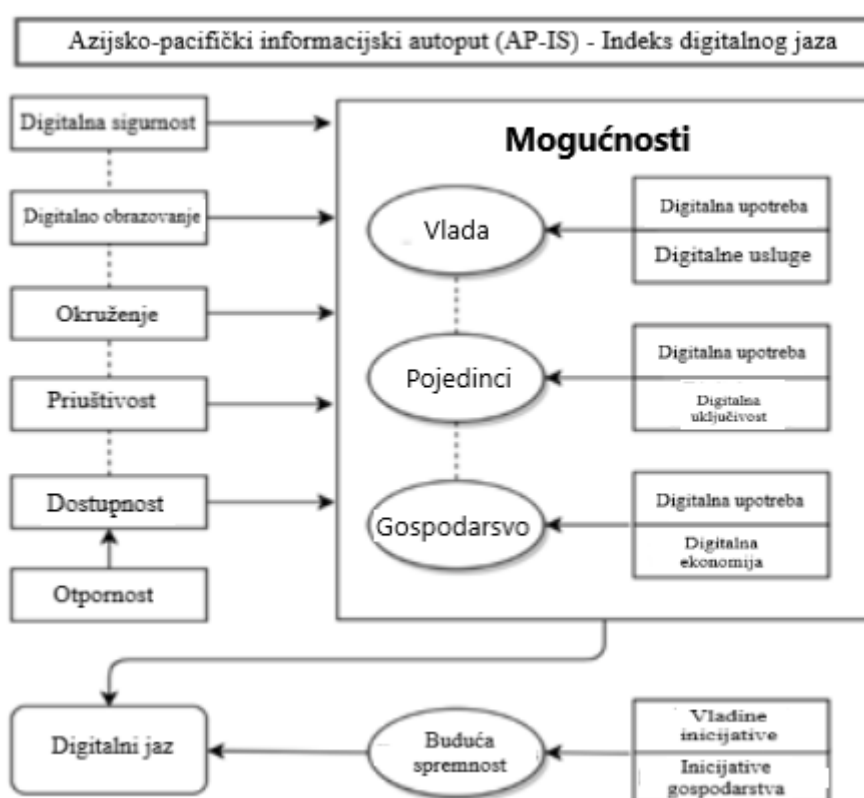 Azijsko-pacifički informacijski autoput (AP-IS) - Indeks digitalnog jaza
Digitalna sigurnost
Digitalno obrazovanje
Okruženje
Priuštivost
Dostupnost
Otpornost
Mogućnosti
Vlada
Digitalna upotreba
Digitalne usluge
Pojedinci
Digitalna upotreba
Digitalna
uključivost
Gospodarsvo
Digitalna upotreba
Digitalna
ekonomija
Digitalni jaz
Buduća
spremnost
Vladine
inicijative
Inicijative
gospodarstva